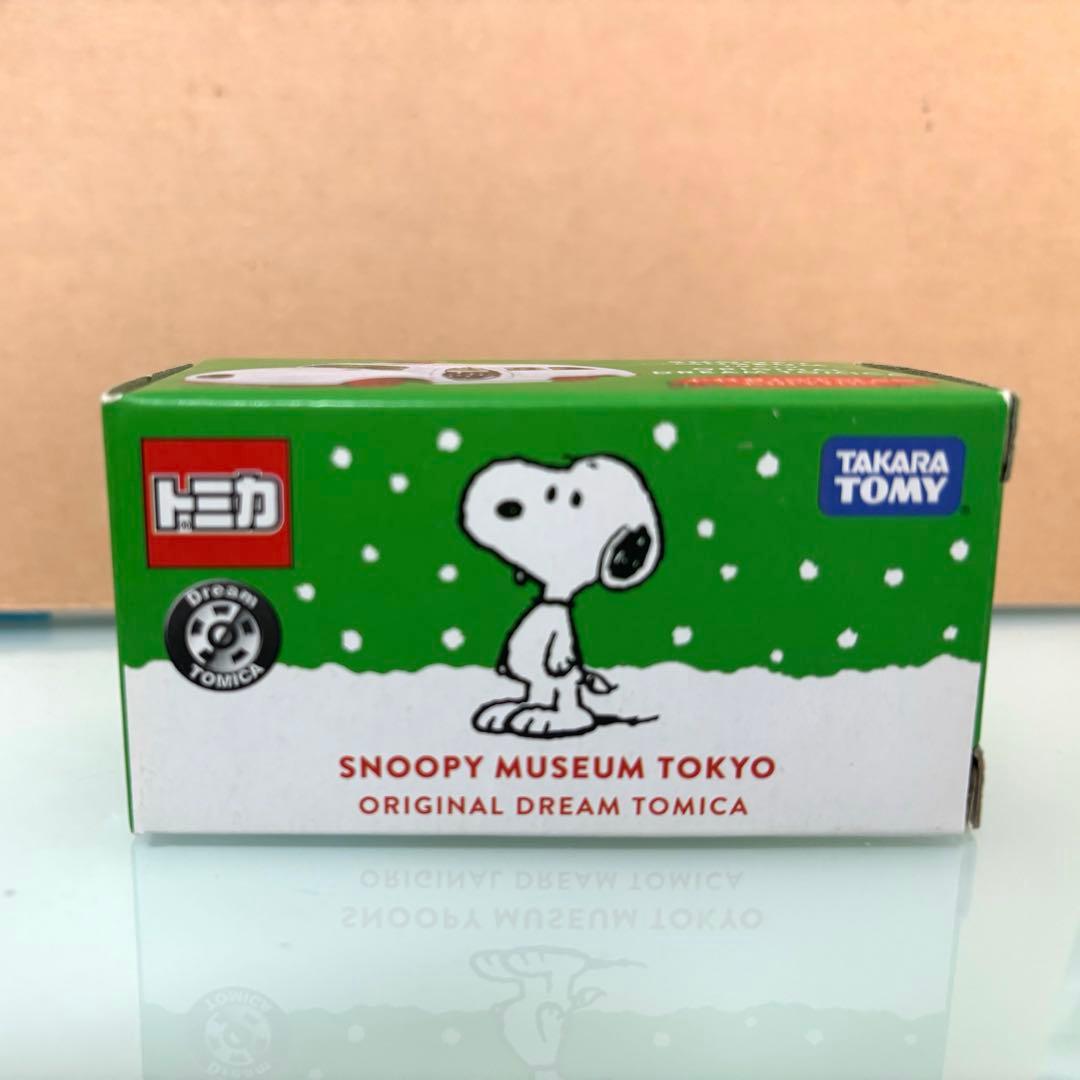 トミカ
Dream
TOMICA
TAKARA
TOMY
SNOOPY MUSEUM TOKYO
ORIGINAL DREAM TOMICA